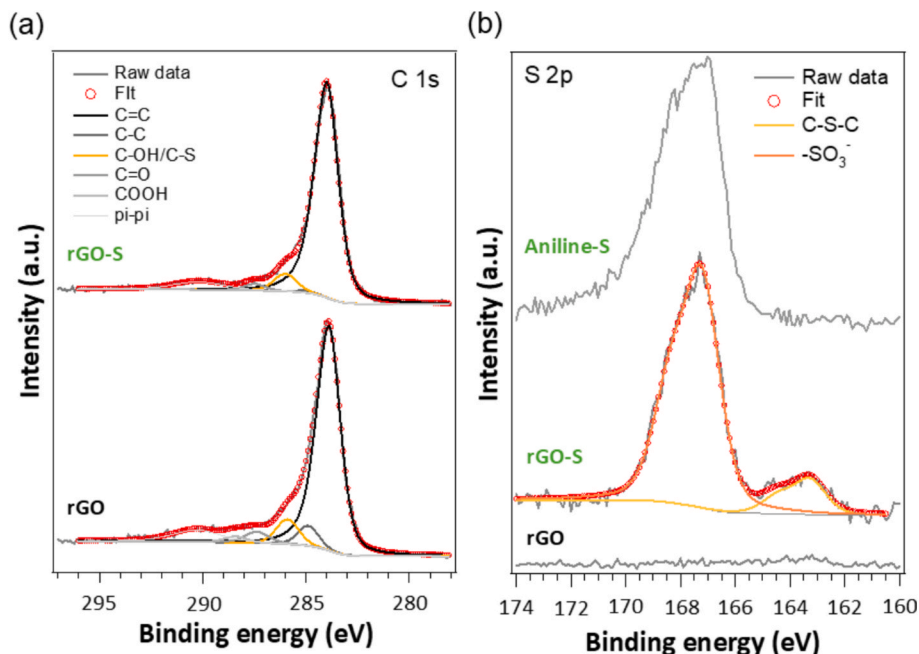 (a)
C 1s
Raw data
FIt
C=C
C-C
C-OH/C-S
C=O
COOH
pi-pi
rGO-S
rGO
Intensity (a.u.)
295 290 284 280
Binding energy (eV)
(b)
S 2p
Raw data
Fit
C-S-C
-SO₃⁻
Aniline-S
rGO-S
rGO
Intensity (a.u.)
174 172 170 168 166 164 162 160
Binding energy (eV)